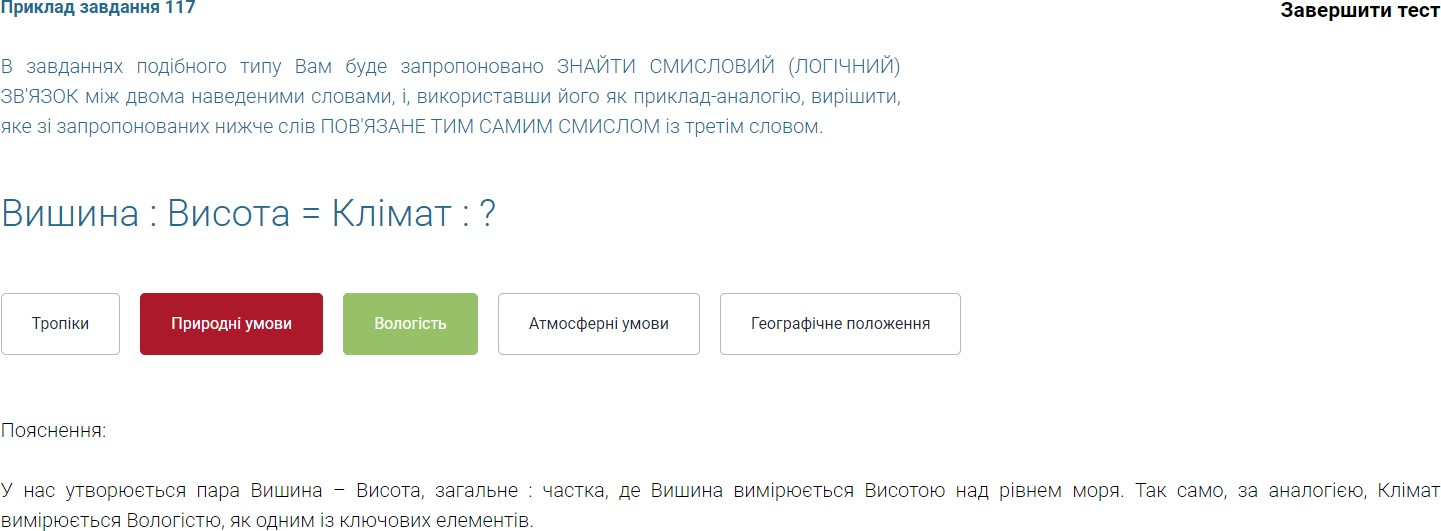 Приклад завдання 117
Завершити тест
В завданнях подібного типу Вам буде запропоновано ЗНАЙТИ СМИСЛОВИЙ (ЛОГІЧНИЙ)
ЗВ'ЯЗОК між двома наведеними словами, і, використавши його як приклад-аналогію, вирішити,
яке зі запропонованих нижче слів ПОВ'ЯЗАНЕ ТИМ САМИМ СМИСЛОМ із третім словом.
Вишина : Висота = Клімат : ?
Тропіки
Природні умови
Вологість
Атмосферні умови
Географічне положення
Пояснення:
У нас утворюється пара Вишина – Висота, загальне : частка, де Вишина вимірюється Висотою над рівнем моря. Так само, за аналогією, Клімат
вимірюється Вологістю, як одним із ключових елементів.